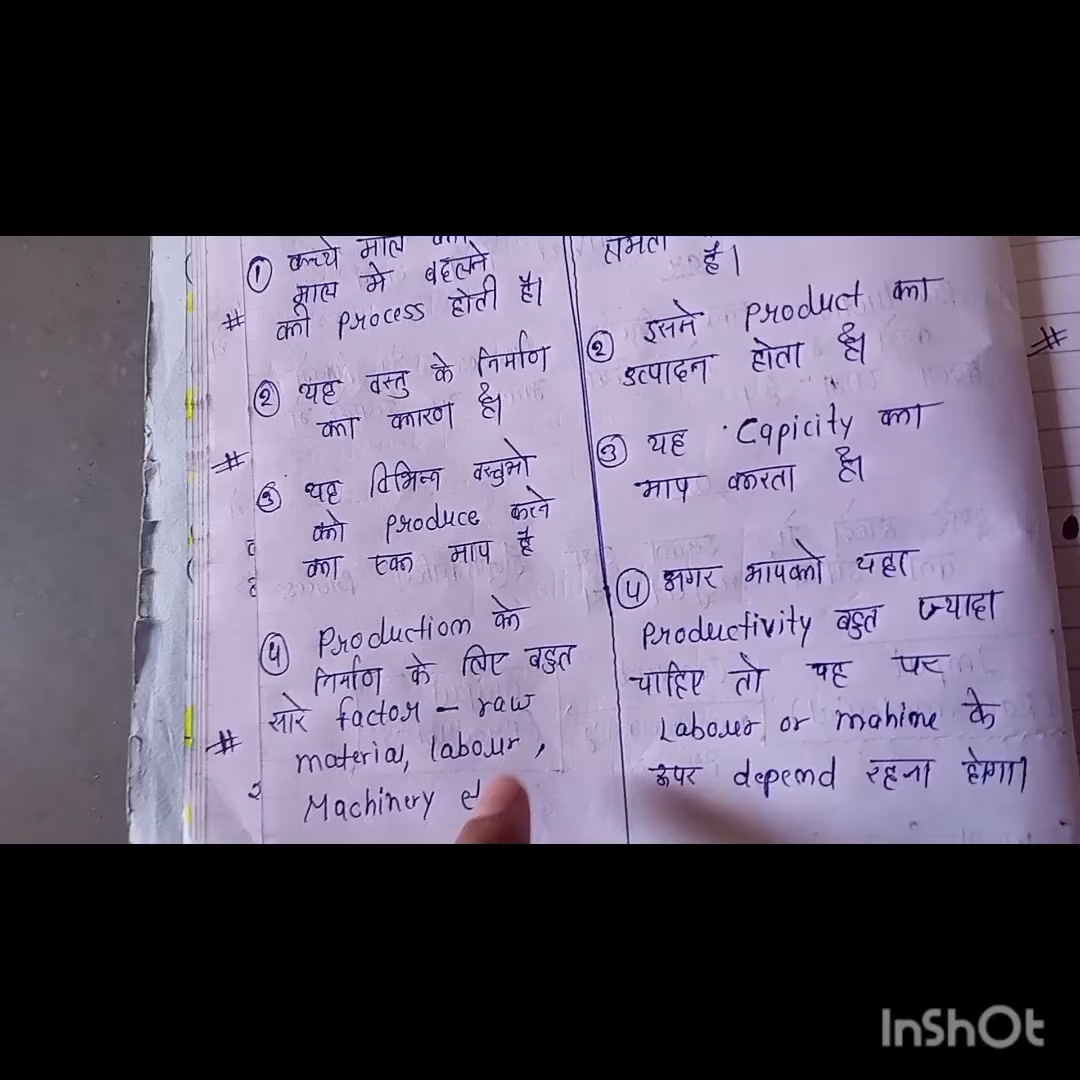 ① कच्चे माल
माल मे बदलने
की process होती है।
② यह वस्तु के निर्माण
का कारण है।
③ यह विभिन्न वस्तुओ
को produce करने
का एक माप है
④ Production के
निर्माण के लिए बहुत
सारे factor - raw
material, labour,
Machinery
है।
② इसमे product का
उत्पादन होता है।
③ यह Capicity का
माप करता है।
④ अगर आपको यहा
Productivity बहुत ज्यादा
चाहिए तो यह पर
Labour or mahine के
ऊपर depend रहना होगा।
InShOt